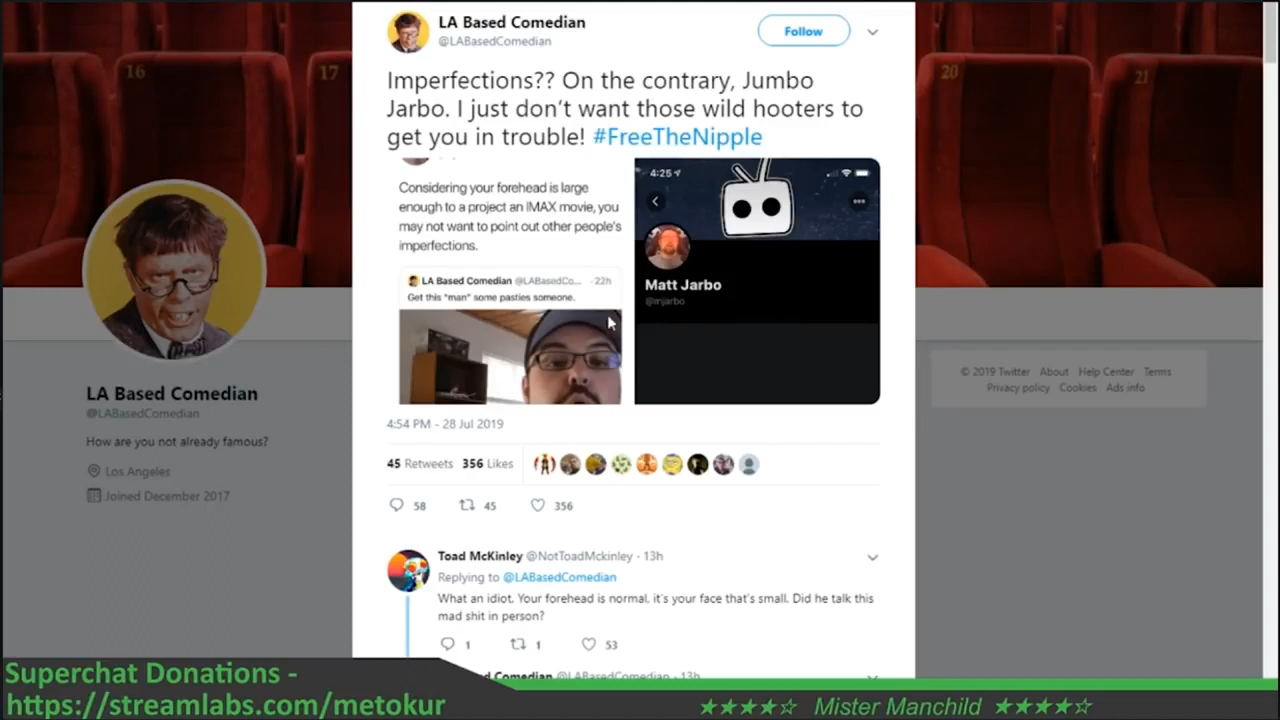 LA Based Comedian
@LABasedComedian
Follow
Imperfections?? On the contrary, Jumbo
Jarbo. I just don't want those wild hooters to
get you in trouble! #FreeTheNipple
Considering your forehead is large
enough to a project an IMAX movie, you
may not want to point out other people's
imperfections.
LA Based Comedian @LABasedCo... · 22h
Get this "man" some pasties someone.
4:25
Matt Jarbo
@mjarbo
4:54 PM - 28 Jul 2019
45 Retweets 356 Likes
58 45 356
Toad McKinley @NotToadMckinley · 13h
Replying to @LABasedComedian
What an idiot. Your forehead is normal, it's your face that's small. Did he talk this
mad shit in person?
1 1 53
Comedian @LABasedComedian · 13h
16
17
20
21
LA Based Comedian
@LABasedComedian
How are you not already famous?
Los Angeles
Joined December 2017
© 2019 Twitter About Help Center Terms
Privacy policy Cookies Ads info
Superchat Donations -
https://streamlabs.com/metokur
★★★★☆ Mister Manchild ★★★★☆